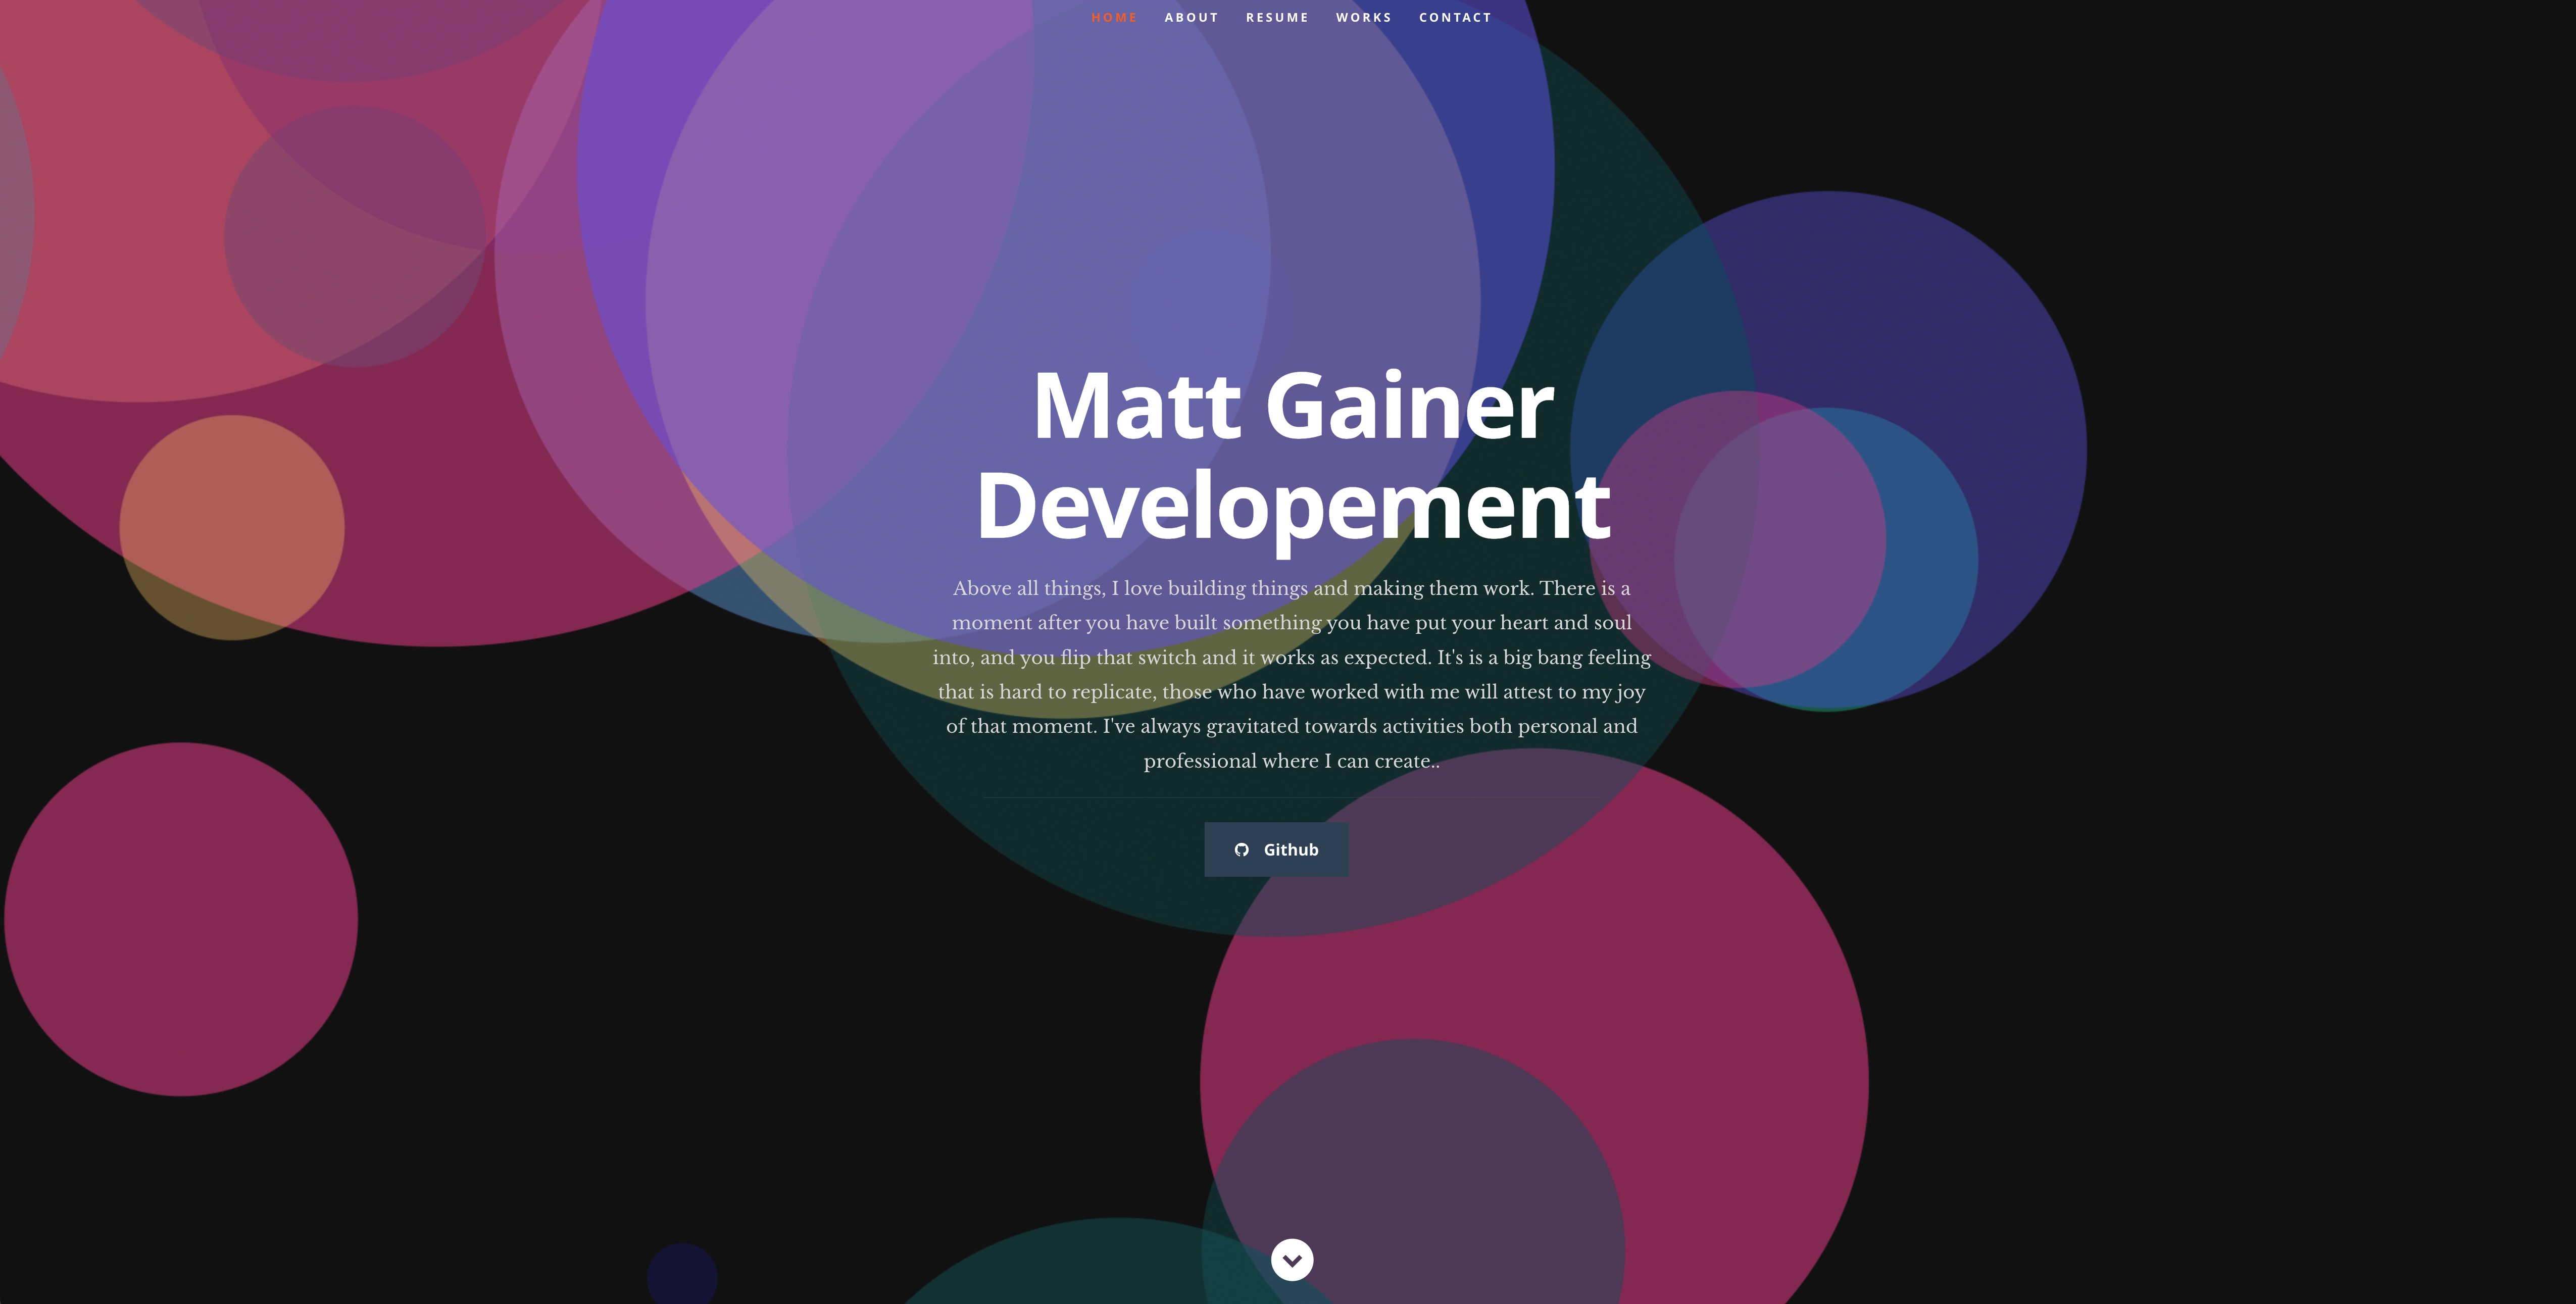 HOME ABOUT RESUME WORKS CONTACT
Matt Gainer
Developement
Above all things, I love building things and making them work. There is a
moment after you have built something you have put your heart and soul
into, and you flip that switch and it works as expected. It's is a big bang feeling
that is hard to replicate, those who have worked with me will attest to my joy
of that moment. I've always gravitated towards activities both personal and
professional where I can create..
Github